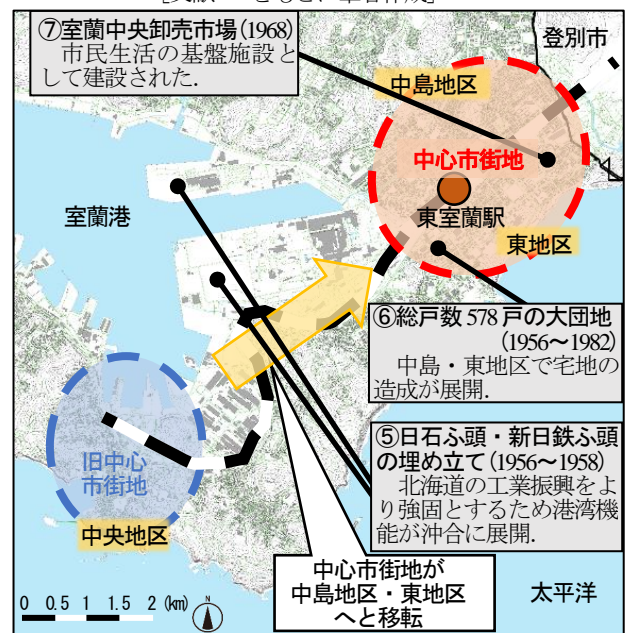 ⑦室蘭中央卸売市場(1968)
市民生活の基盤施設と
して建設された.
登別市
中島地区
中心市街地
室蘭港
東室蘭駅
東地区
⑥総戸数 578 戸の大団地
(1956～1982)
中島・東地区で宅地の
造成が展開.
⑤日石ふ頭・新日鉄ふ頭
の埋め立て(1956～1958)
北海道の工業振興をよ
り強固とするため港湾機
能が沖合に展開.
旧中心
市街地
中央地区
中心市街地が
中島地区・東地区
へと移転
太平洋
0 0.5 1 1.5 2 (km)
N